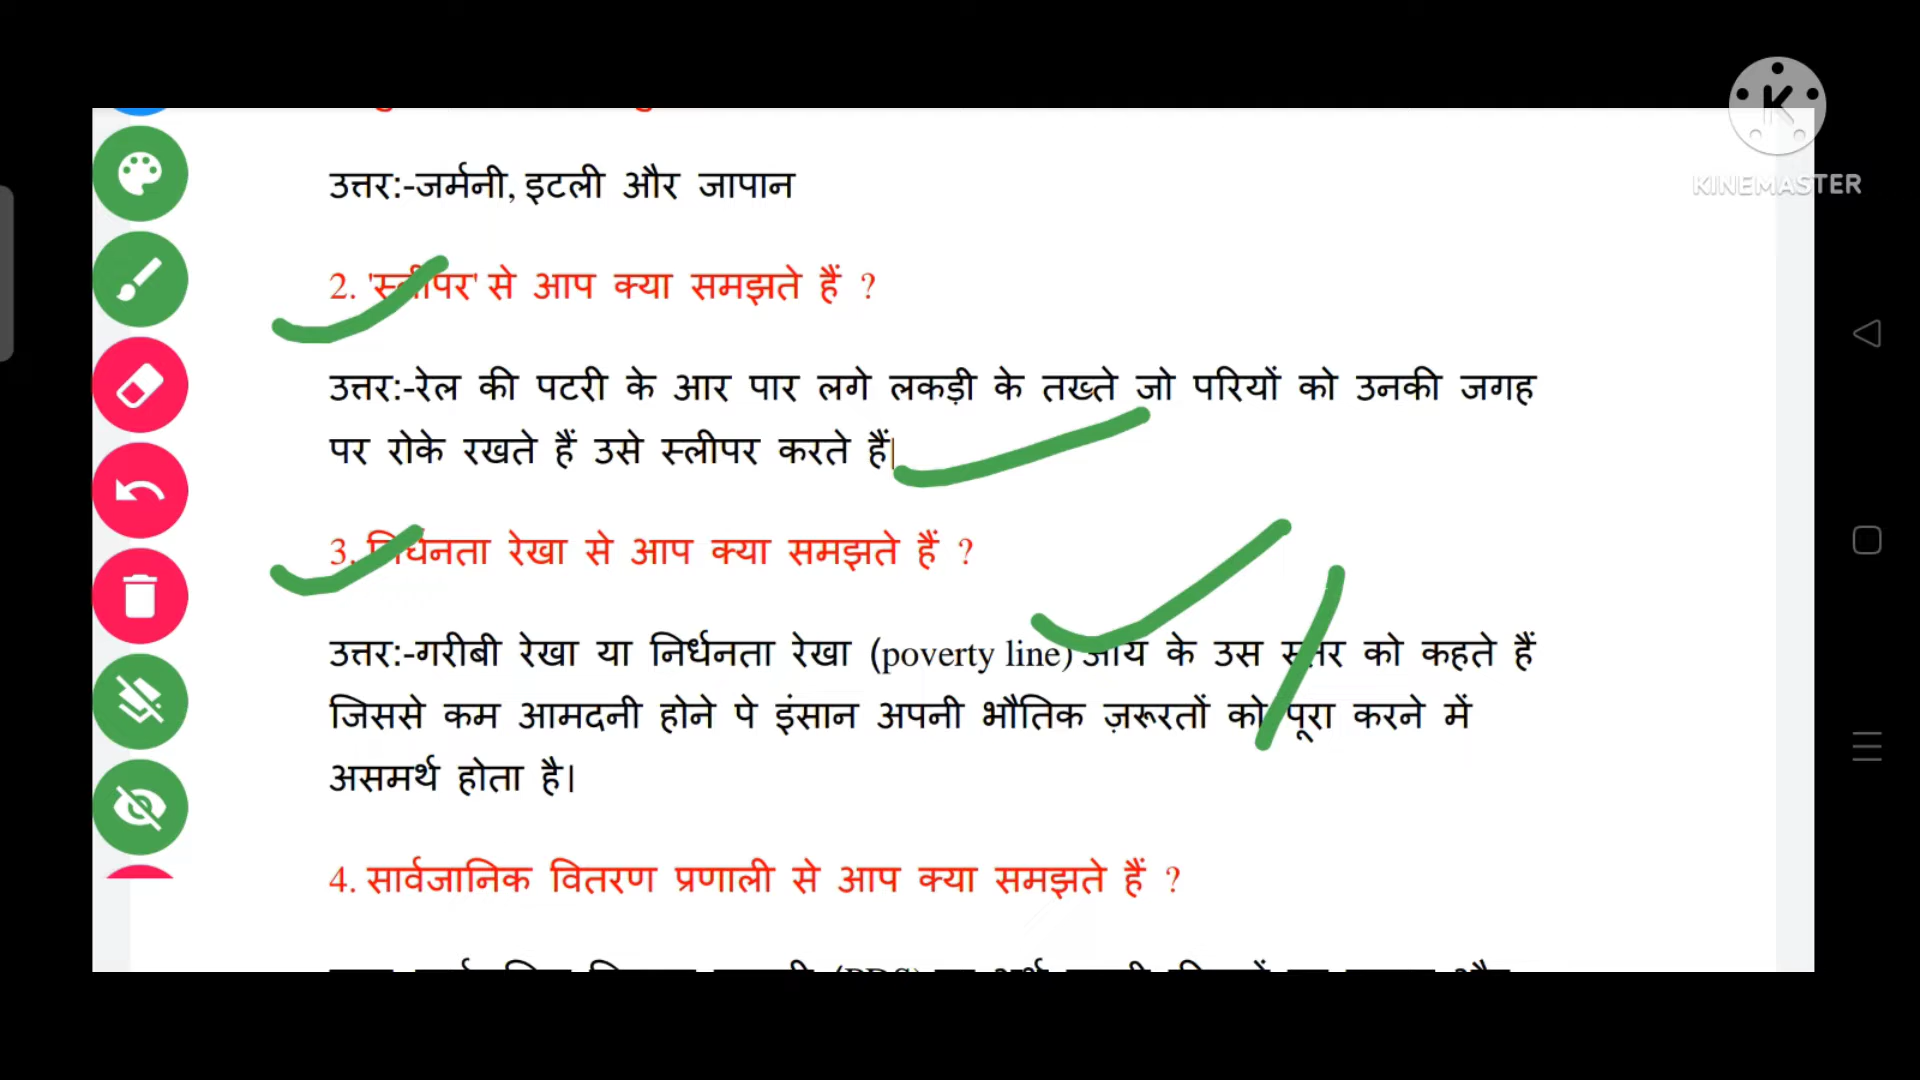 KINEMASTER
उत्तर:-जर्मनी, इटली और जापान
2. 'स्लीपर' से आप क्या समझते हैं ?
उत्तर:-रेल की पटरी के आर पार लगे लकड़ी के तख्ते जो परियों को उनकी जगह
पर रोके रखते हैं उसे स्लीपर करते हैं|
3. निर्धनता रेखा से आप क्या समझते हैं ?
उत्तर:-गरीबी रेखा या निर्धनता रेखा (poverty line) आय के उस स्तर को कहते हैं
जिससे कम आमदनी होने पे इंसान अपनी भौतिक ज़रूरतों को पूरा करने में
असमर्थ होता है।
4. सार्वजानिक वितरण प्रणाली से आप क्या समझते हैं ?